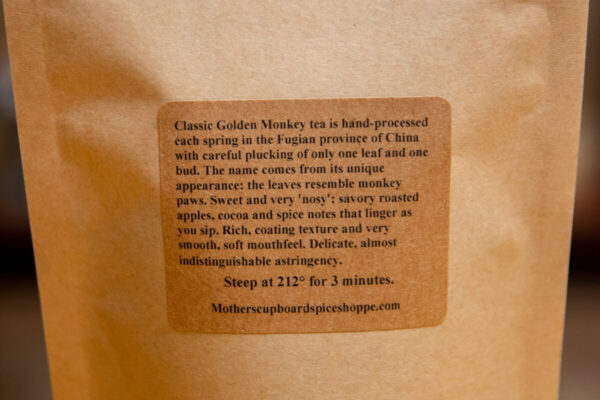 Classic Golden Monkey tea is hand-processed
each spring in the Fugian province of China
with careful plucking of only one leaf and one
bud. The name comes from its unique
appearance: the leaves resemble monkey
paws. Sweet and very 'nosy'; savory roasted
apples, cocoa and spice notes that linger as
you sip. Rich, coating texture and very
smooth, soft mouthfeel. Delicate, almost
indistinguishable astringency.
Steep at 212° for 3 minutes.
Motherscupboardspiceshoppe.com